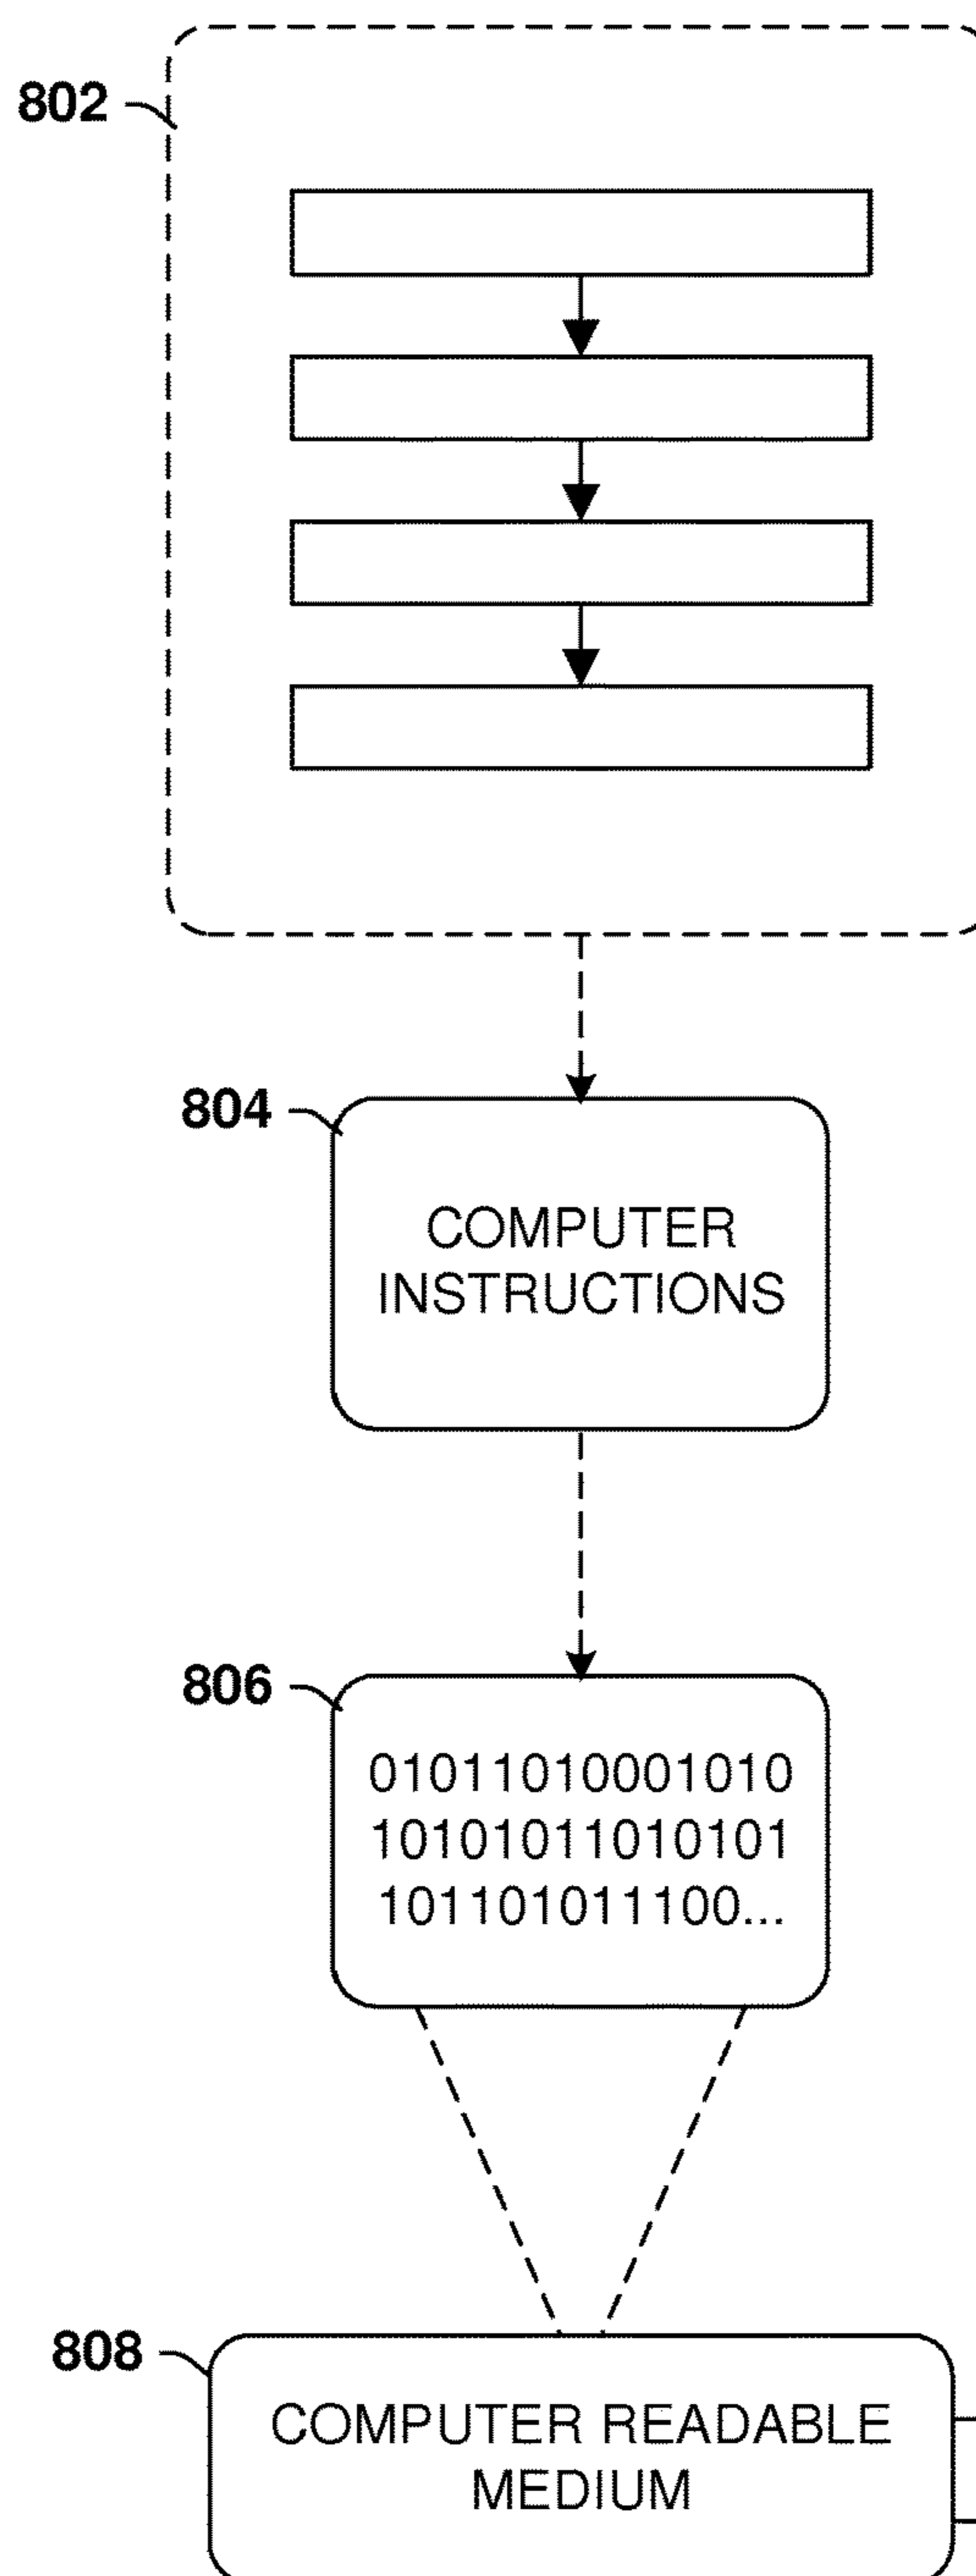 802
804
COMPUTER
INSTRUCTIONS
806
01011010001010
10101011010101
101101011100...
808
COMPUTER READABLE
MEDIUM